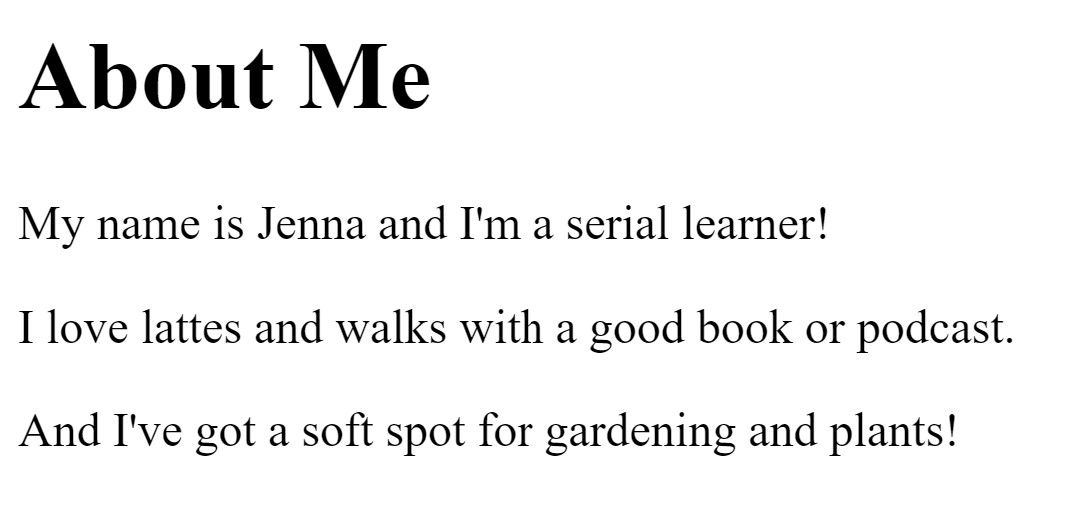 About Me
My name is Jenna and I'm a serial learner!
I love lattes and walks with a good book or podcast.
And I've got a soft spot for gardening and plants!